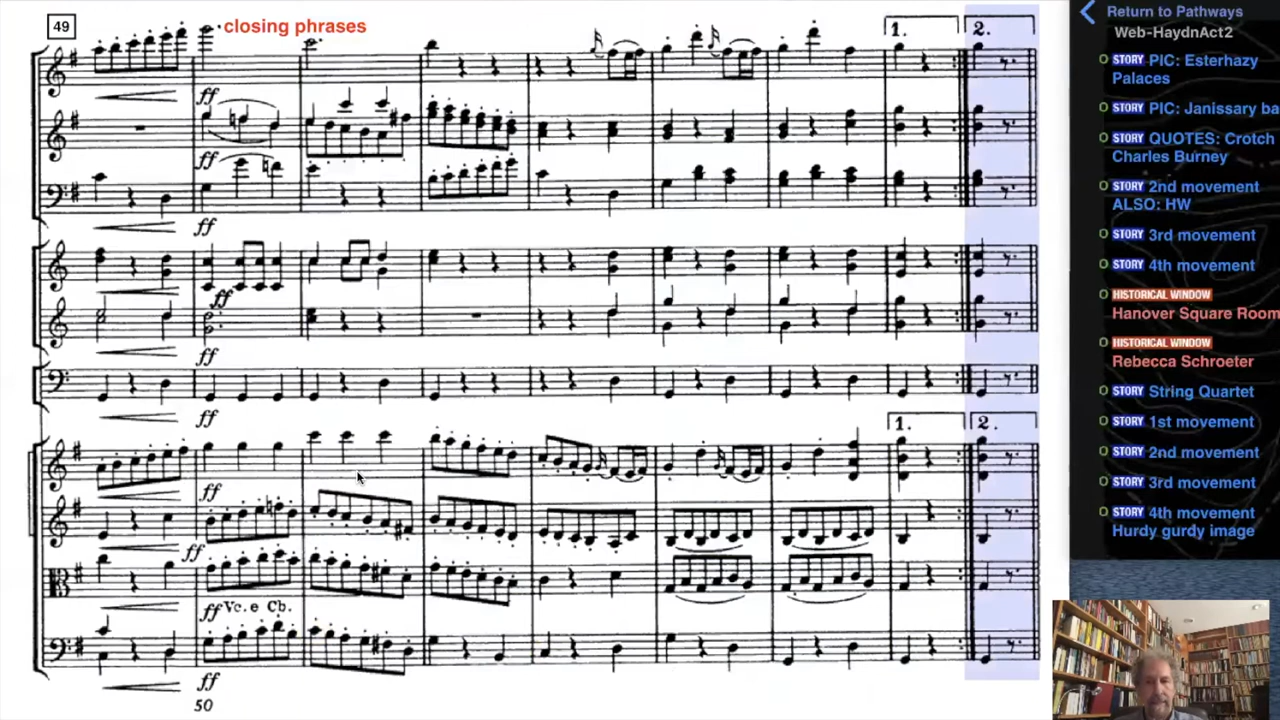 49
closing phrases
1.
2.
ff
ff
ff
ff
ff
ff
1.
2.
ff
ff
ff Vc. e Cb.
ff
50
Return to Pathways
Web-HaydnAct2
STORY PIC: Esterhazy
Palaces
STORY PIC: Janissary ba
STORY QUOTES: Crotch
Charles Burney
STORY 2nd movement
ALSO: HW
STORY 3rd movement
STORY 4th movement
HISTORICAL WINDOW
Hanover Square Room
HISTORICAL WINDOW
Rebecca Schroeter
STORY String Quartet
STORY 1st movement
STORY 2nd movement
STORY 3rd movement
STORY 4th movement
Hurdy gurdy image